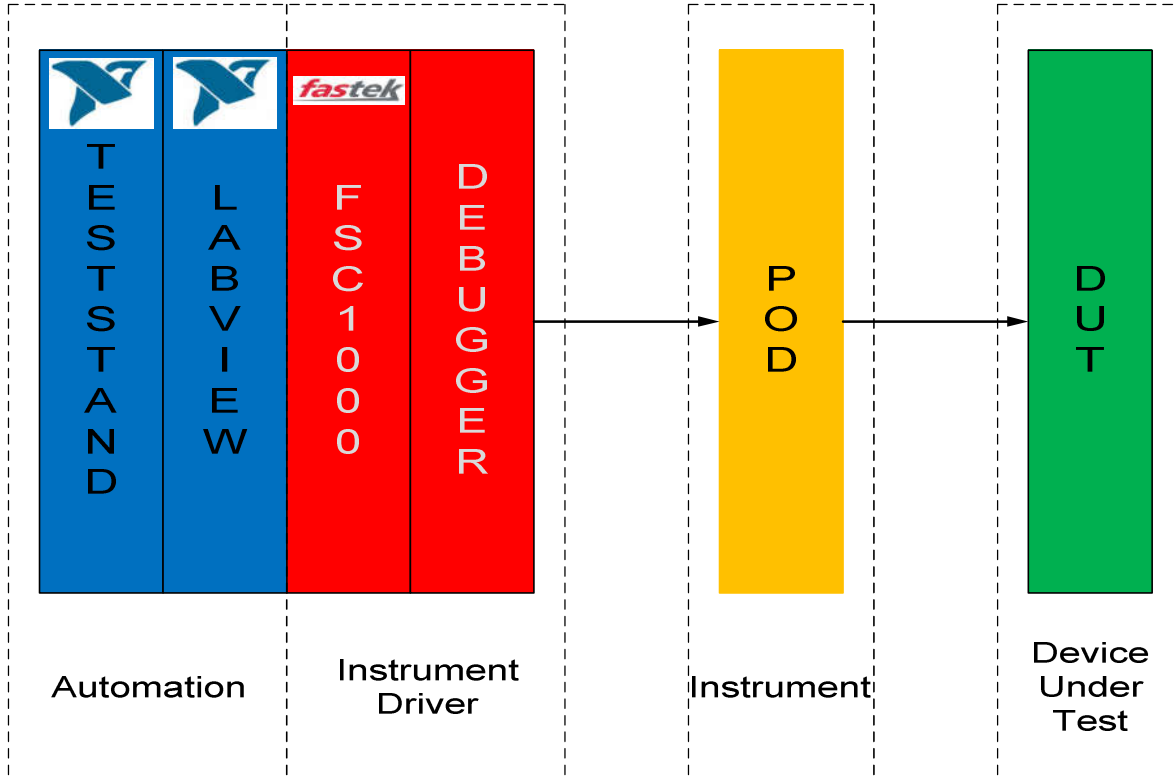 TESTSTAND
LABVIEW
fastek
FSC1000
DEBUGGER
POD
DUT
Automation
Instrument
Driver
Instrument
Device
Under
Test